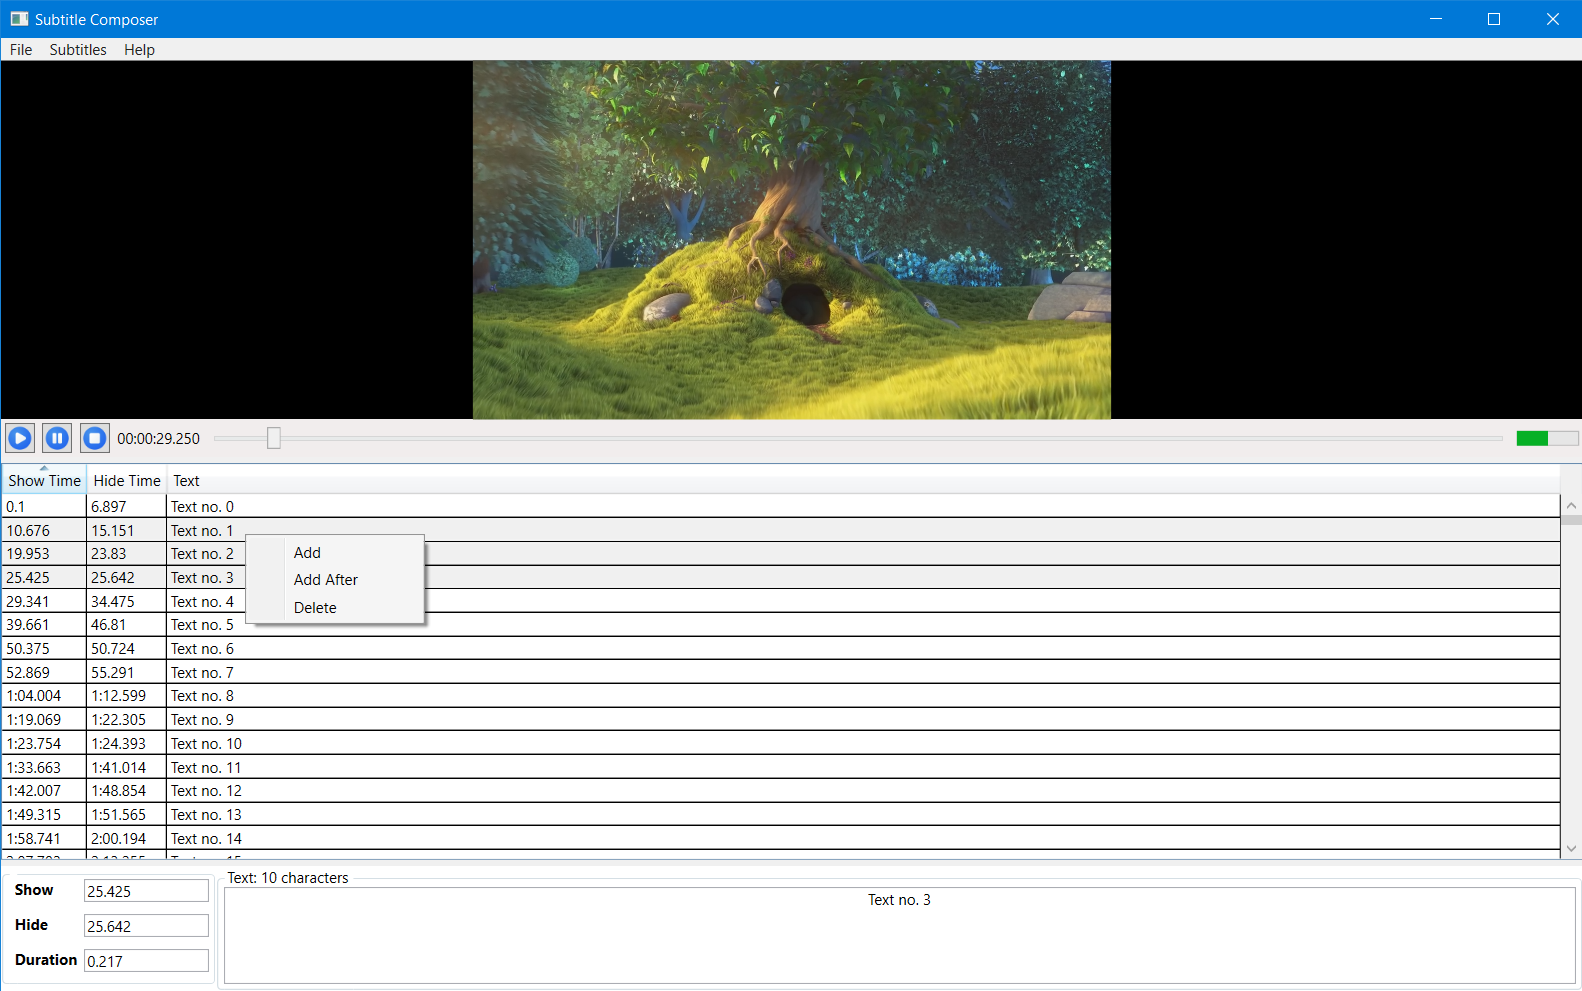 Subtitle Composer
File Subtitles Help
00:00:29.250
Show Time Hide Time Text
0.1 6.897 Text no. 0
10.676 15.151 Text no. 1
19.953 23.83 Text no. 2
25.425 25.642 Text no. 3
29.341 34.475 Text no. 4
39.661 46.81 Text no. 5
50.375 50.724 Text no. 6
52.869 55.291 Text no. 7
1:04.004 1:12.599 Text no. 8
1:19.069 1:22.305 Text no. 9
1:23.754 1:24.393 Text no. 10
1:33.663 1:41.014 Text no. 11
1:42.007 1:48.854 Text no. 12
1:49.315 1:51.565 Text no. 13
1:58.741 2:00.194 Text no. 14
Add
Add After
Delete
Show 25.425
Hide 25.642
Duration 0.217
Text: 10 characters
Text no. 3